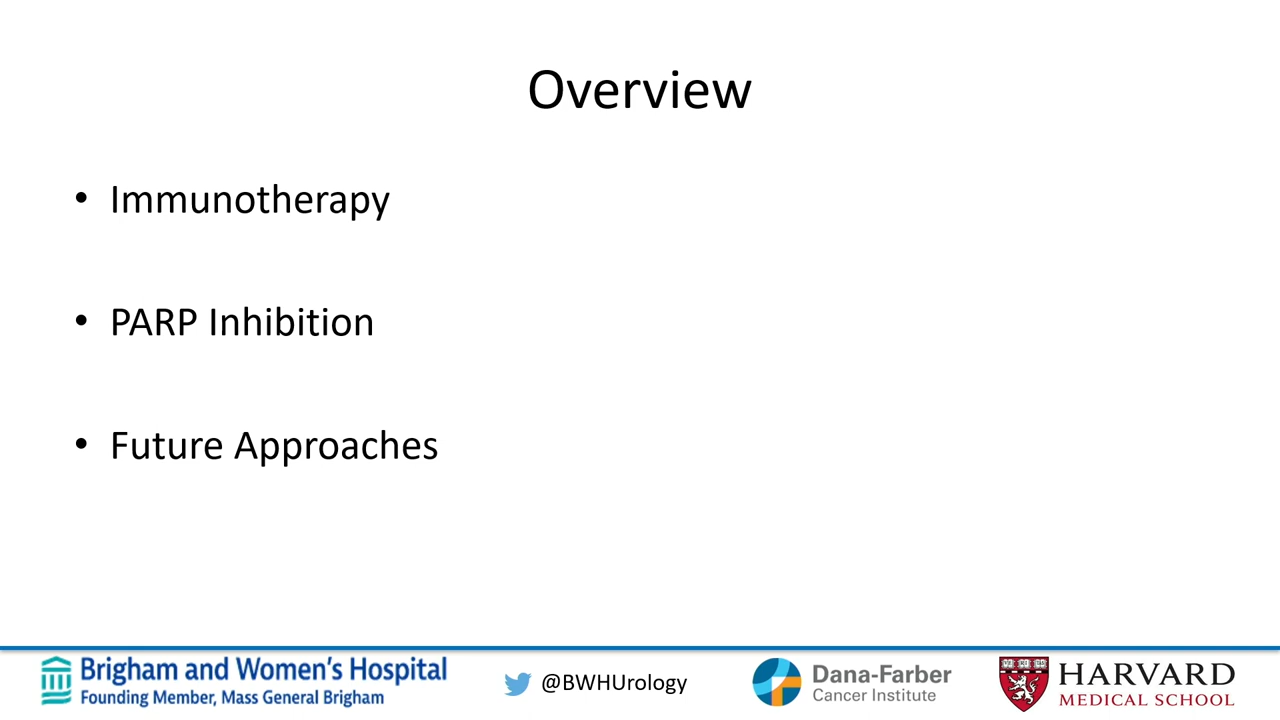 Overview
• Immunotherapy
• PARP Inhibition
• Future Approaches
Brigham and Women's Hospital
Founding Member, Mass General Brigham
@BWHUrology
Dana-Farber
Cancer Institute
HARVARD
MEDICAL SCHOOL